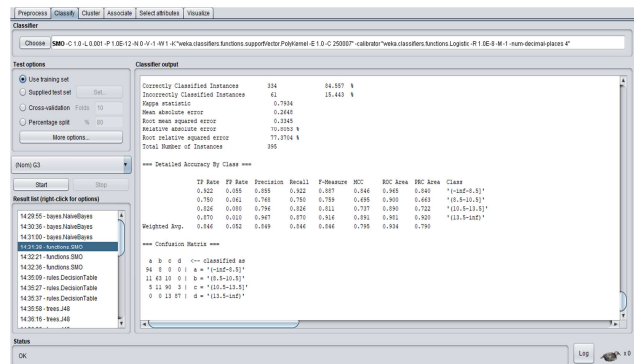 Preprocess Classify Cluster Associate Select attributes Visualize
Classifier
Choose SMO -C 1.0 -L 0.001 -P 1.0E-12 -N 0 -V -1 -W 1 -K "weka.classifiers.functions.supportVector.PolyKernel -E 1.0 -C 250007" -calibrator "weka.classifiers.functions.Logistic -R 1.0E-8 -M -1 -num-decimal-places 4"
Test options
Use training set
Supplied test set Set...
Cross-validation Folds 10
Percentage split % 80
More options...
(Nom) G3
Start Stop
Result list (right-click for options)
14:29:55 - bayes.NaiveBayes
14:30:36 - bayes.NaiveBayes
14:31:00 - bayes.NaiveBayes
14:31:39 - functions.SMO
14:32:21 - functions.SMO
14:32:36 - functions.SMO
14:35:09 - rules.DecisionTable
14:35:27 - rules.DecisionTable
14:35:37 - rules.DecisionTable
14:35:58 - trees.J48
14:36:16 - trees.J48
Classifier output
Correctly Classified Instances 334 84.557 %
Incorrectly Classified Instances 61 15.443 %
Kappa statistic 0.7934
Mean absolute error 0.2648
Root mean squared error 0.3345
Relative absolute error 70.8053 %
Root relative squared error 77.3704 %
Total Number of Instances 395
=== Detailed Accuracy By Class ===
TP Rate FP Rate Precision Recall F-Measure MCC ROC Area PRC Area Class
0.922 0.055 0.855 0.922 0.887 0.846 0.965 0.840 '(-inf-8.5]'
0.750 0.061 0.768 0.750 0.759 0.695 0.900 0.663 '(8.5-10.5]'
0.826 0.080 0.796 0.826 0.811 0.737 0.890 0.722 '(10.5-13.5]'
0.870 0.010 0.967 0.870 0.916 0.891 0.981 0.920 '(13.5-inf)'
Weighted Avg. 0.846 0.052 0.849 0.846 0.846 0.795 0.934 0.790
=== Confusion Matrix ===
a b c d <-- classified as
94 8 0 0 | a = '(-inf-8.5]'
11 63 10 0 | b = '(8.5-10.5]'
5 11 90 3 | c = '(10.5-13.5]'
0 0 13 87 | d = '(13.5-inf)'
Status
OK
Log
x 0